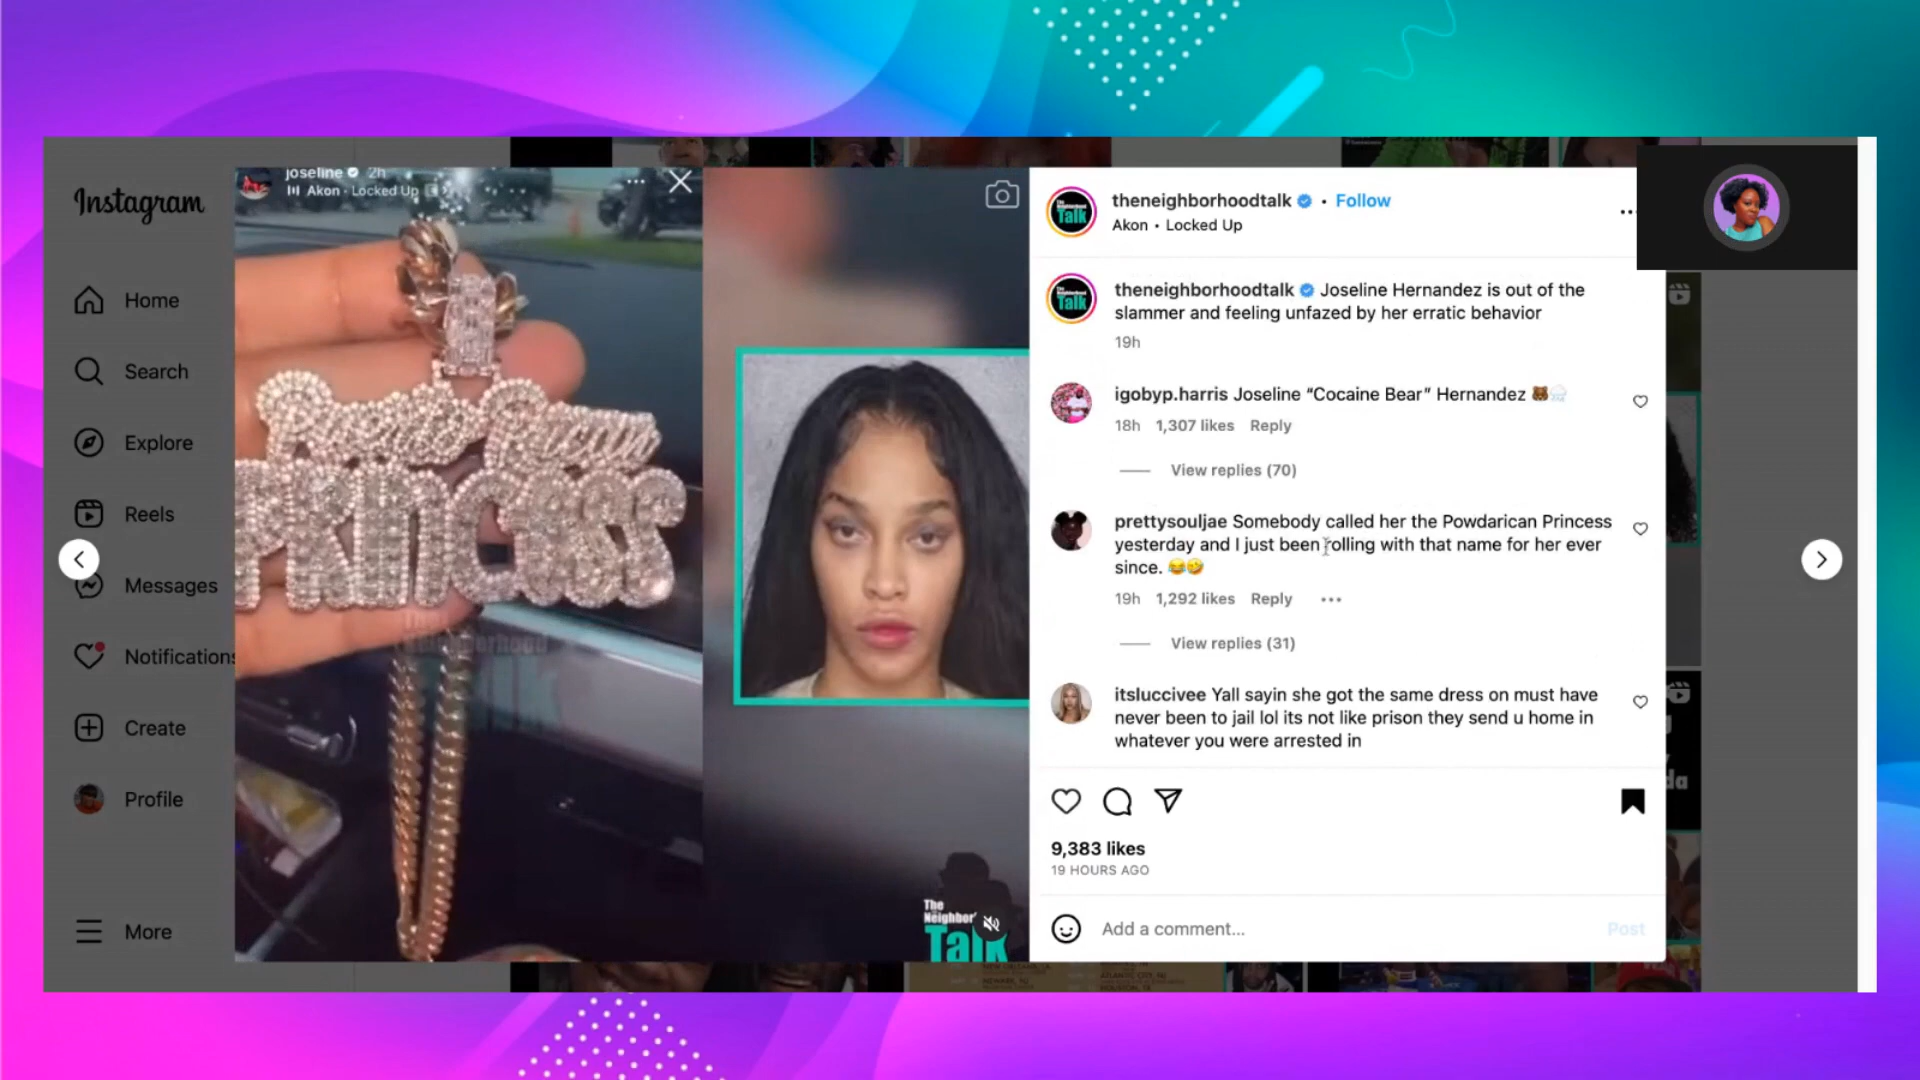 Instagram
Home
Search
Explore
Reels
Messages
Notifications
Create
Profile
More
joseline 2h
Akon · Locked Up
Puerto Rican
PRINCESS
The
Neighborhood
Talk
The
Neighbor'
Talk
theneighborhoodtalk • Follow
Akon • Locked Up
theneighborhoodtalk Joseline Hernandez is out of the
slammer and feeling unfazed by her erratic behavior
19h
igobyp.harris Joseline “Cocaine Bear” Hernandez 🐻🌨️
18h 1,307 likes Reply
View replies (70)
prettysouljae Somebody called her the Powdarican Princess
yesterday and I just been rolling with that name for her ever
since. 😂🤣
19h 1,292 likes Reply
View replies (31)
itsluccivee Yall sayin she got the same dress on must have
never been to jail lol its not like prison they send u home in
whatever you were arrested in
9,383 likes
19 HOURS AGO
Add a comment...
Post